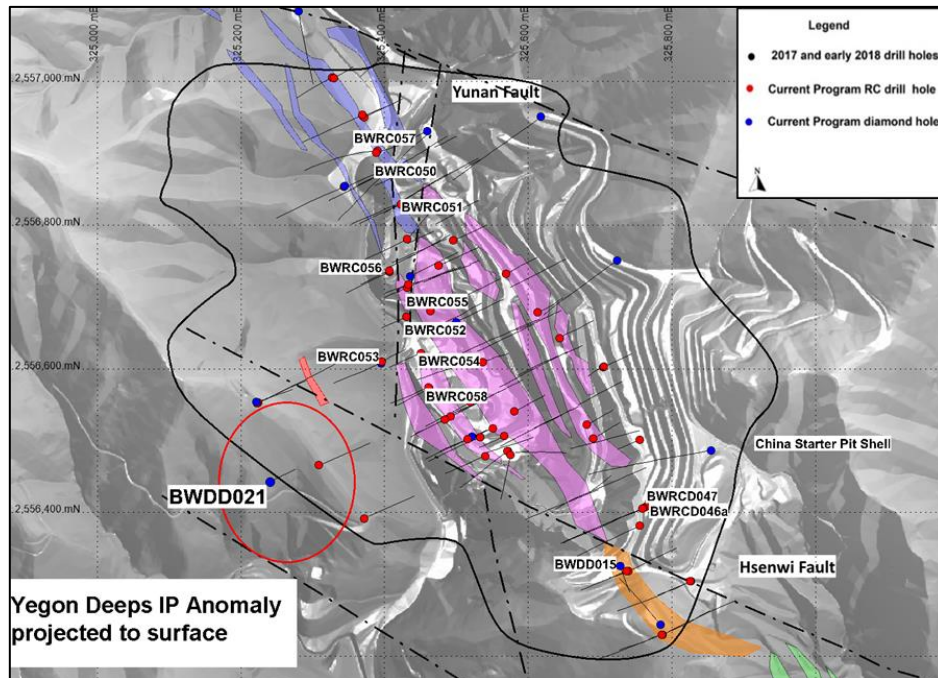 325,000 mE
325,200 mE
325,400 mE
325,600 mE
325,800 mE
Legend
2017 and early 2018 drill holes
Current Program RC drill hole
Current Program diamond hole
N
2,557,000 mN
Yunan Fault
BWRC057
BWRC050
2,556,800 mN
BWRC051
BWRC056
BWRC055
BWRC052
2,556,600 mN
BWRC053
BWRC054
BWRC058
China Starter Pit Shell
BWDD021
BWRCD047
BWRCD046a
2,556,400 mN
BWDD015
Hsenwi Fault
Yegon Deeps IP Anomaly
projected to surface